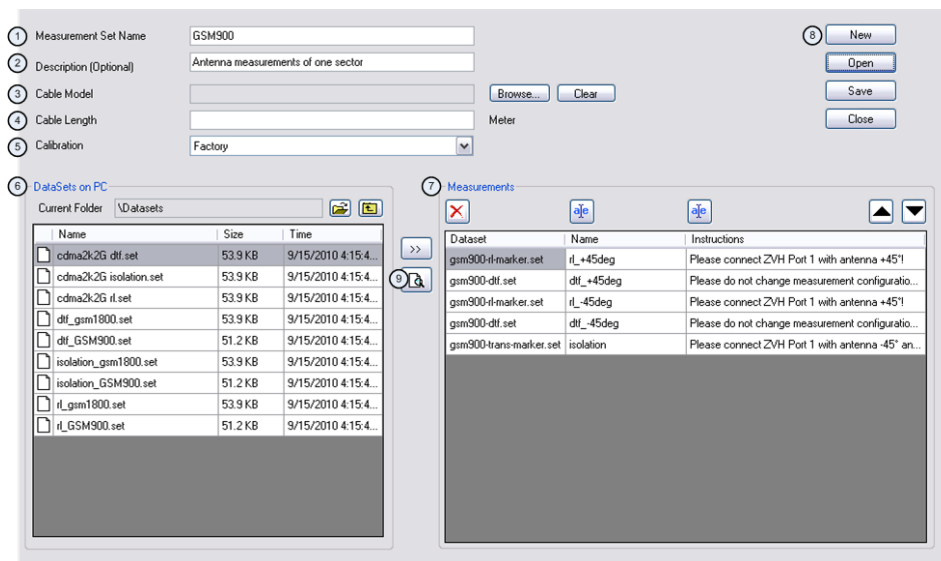 1 Measurement Set Name GSM900
8 New
2 Description (Optional) Antenna measurements of one sector
Open
3 Cable Model Browse... Clear
Save
4 Cable Length Meter
Close
5 Calibration Factory
6 DataSets on PC
Current Folder \Datasets
Name Size Time
cdma2k2G dtf.set 53.9 KB 9/15/2010 4:15:4...
cdma2k2G isolation.set 53.9 KB 9/15/2010 4:15:4...
cdma2k2G rl.set 53.9 KB 9/15/2010 4:15:4...
dtf_gsm1800.set 53.9 KB 9/15/2010 4:15:4...
dtf_GSM900.set 51.2 KB 9/15/2010 4:15:4...
isolation_gsm1800.set 53.9 KB 9/15/2010 4:15:4...
isolation_GSM900.set 51.2 KB 9/15/2010 4:15:4...
rl_gsm1800.set 53.9 KB 9/15/2010 4:15:4...
rl_GSM900.set 51.2 KB 9/15/2010 4:15:4...
>>
9
7 Measurements
a|e a|e
Dataset Name Instructions
gsm900-rl-marker.set rl_+45deg Please connect ZVH Port 1 with antenna +45°!
gsm900-dtf.set dtf_+45deg Please do not change measurement configuratio...
gsm900-rl-marker.set rl_-45deg Please connect ZVH Port 1 with antenna +45°!
gsm900-dtf.set dtf_-45deg Please do not change measurement configuratio...
gsm900-trans-marker.set isolation Please connect ZVH Port 1 with antenna -45° an...